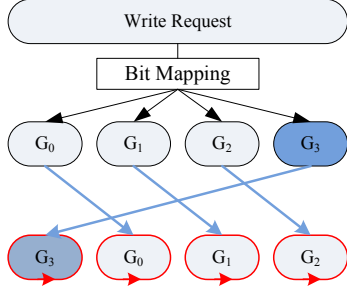 Write Request
Bit Mapping
G₀ G₁ G₂ G₃
G₃ G₀ G₁ G₂